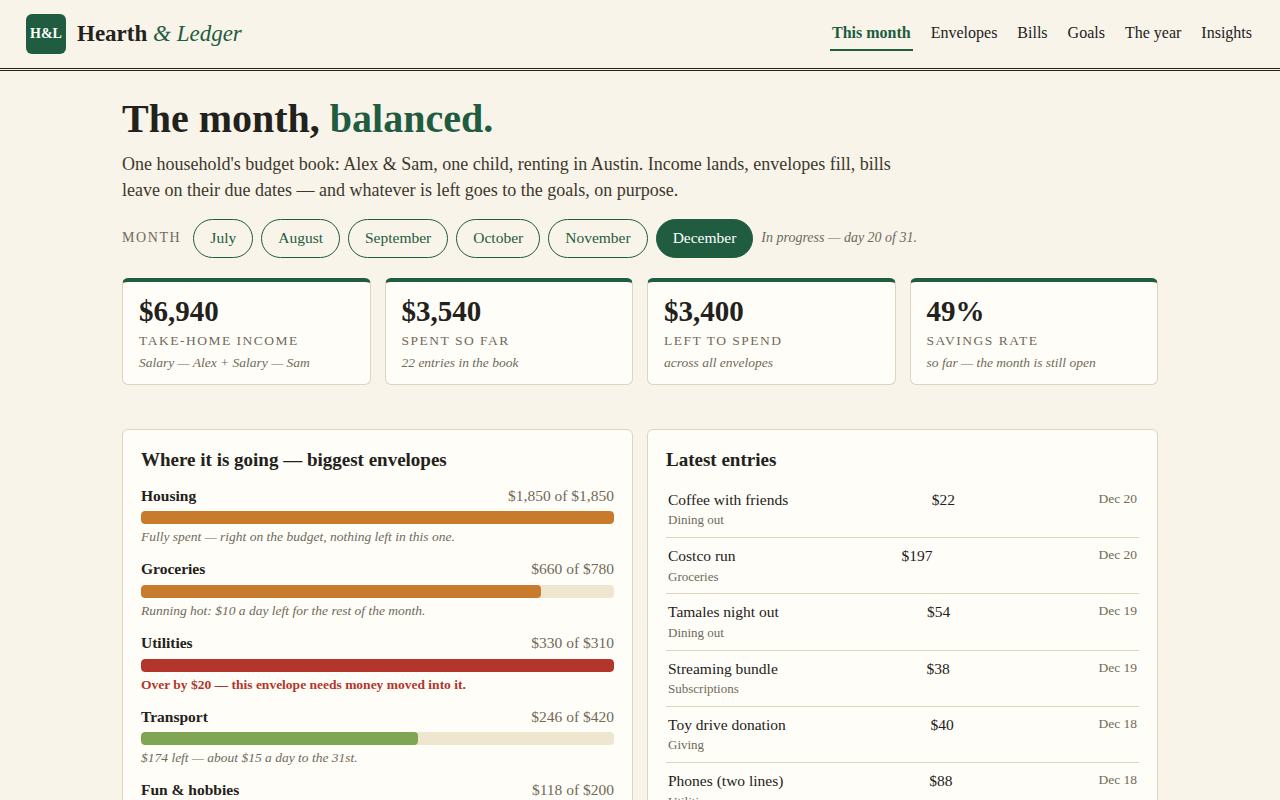 H&L Hearth & Ledger This month Envelopes Bills Goals The year Insights
The month, balanced.
One household's budget book: Alex & Sam, one child, renting in Austin. Income lands, envelopes fill, bills
leave on their due dates — and whatever is left goes to the goals, on purpose.
MONTH July August September October November December In progress — day 20 of 31.
$6,940
TAKE-HOME INCOME
Salary — Alex + Salary — Sam
$3,540
SPENT SO FAR
22 entries in the book
$3,400
LEFT TO SPEND
across all envelopes
49%
SAVINGS RATE
so far — the month is still open
Where it is going — biggest envelopes
Housing $1,850 of $1,850
Fully spent — right on the budget, nothing left in this one.
Groceries $660 of $780
Running hot: $10 a day left for the rest of the month.
Utilities $330 of $310
Over by $20 — this envelope needs money moved into it.
Transport $246 of $420
$174 left — about $15 a day to the 31st.
Fun & hobbies $118 of $200
Latest entries
Coffee with friends $22 Dec 20
Dining out
Costco run $197 Dec 20
Groceries
Tamales night out $54 Dec 19
Dining out
Streaming bundle $38 Dec 19
Subscriptions
Toy drive donation $40 Dec 18
Giving
Phones (two lines) $88 Dec 18